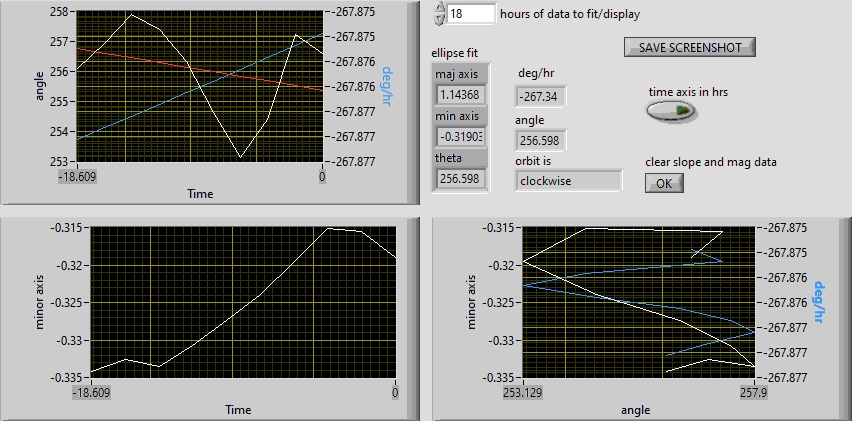 258
257
256
255
254
253
angle
-267.875
-267.875
-267.876
-267.876
-267.877
-267.877
-267.877
deg/hr
-18.609
0
Time
18
hours of data to fit/display
SAVE SCREENSHOT
ellipse fit
maj axis
1.14368
min axis
theta
256.598
deg/hr
-267.34
angle
256.598
orbit is
clockwise
time axis in hrs
clear slope and mag data
OK
-0.315
-0.32
-0.325
-0.33
-0.335
minor axis
-18.609
0
Time
-0.315
-0.32
-0.325
-0.33
-0.335
minor axis
-267.875
-267.875
-267.876
-267.876
-267.877
-267.877
-267.877
deg/hr
253.129
257.9
angle